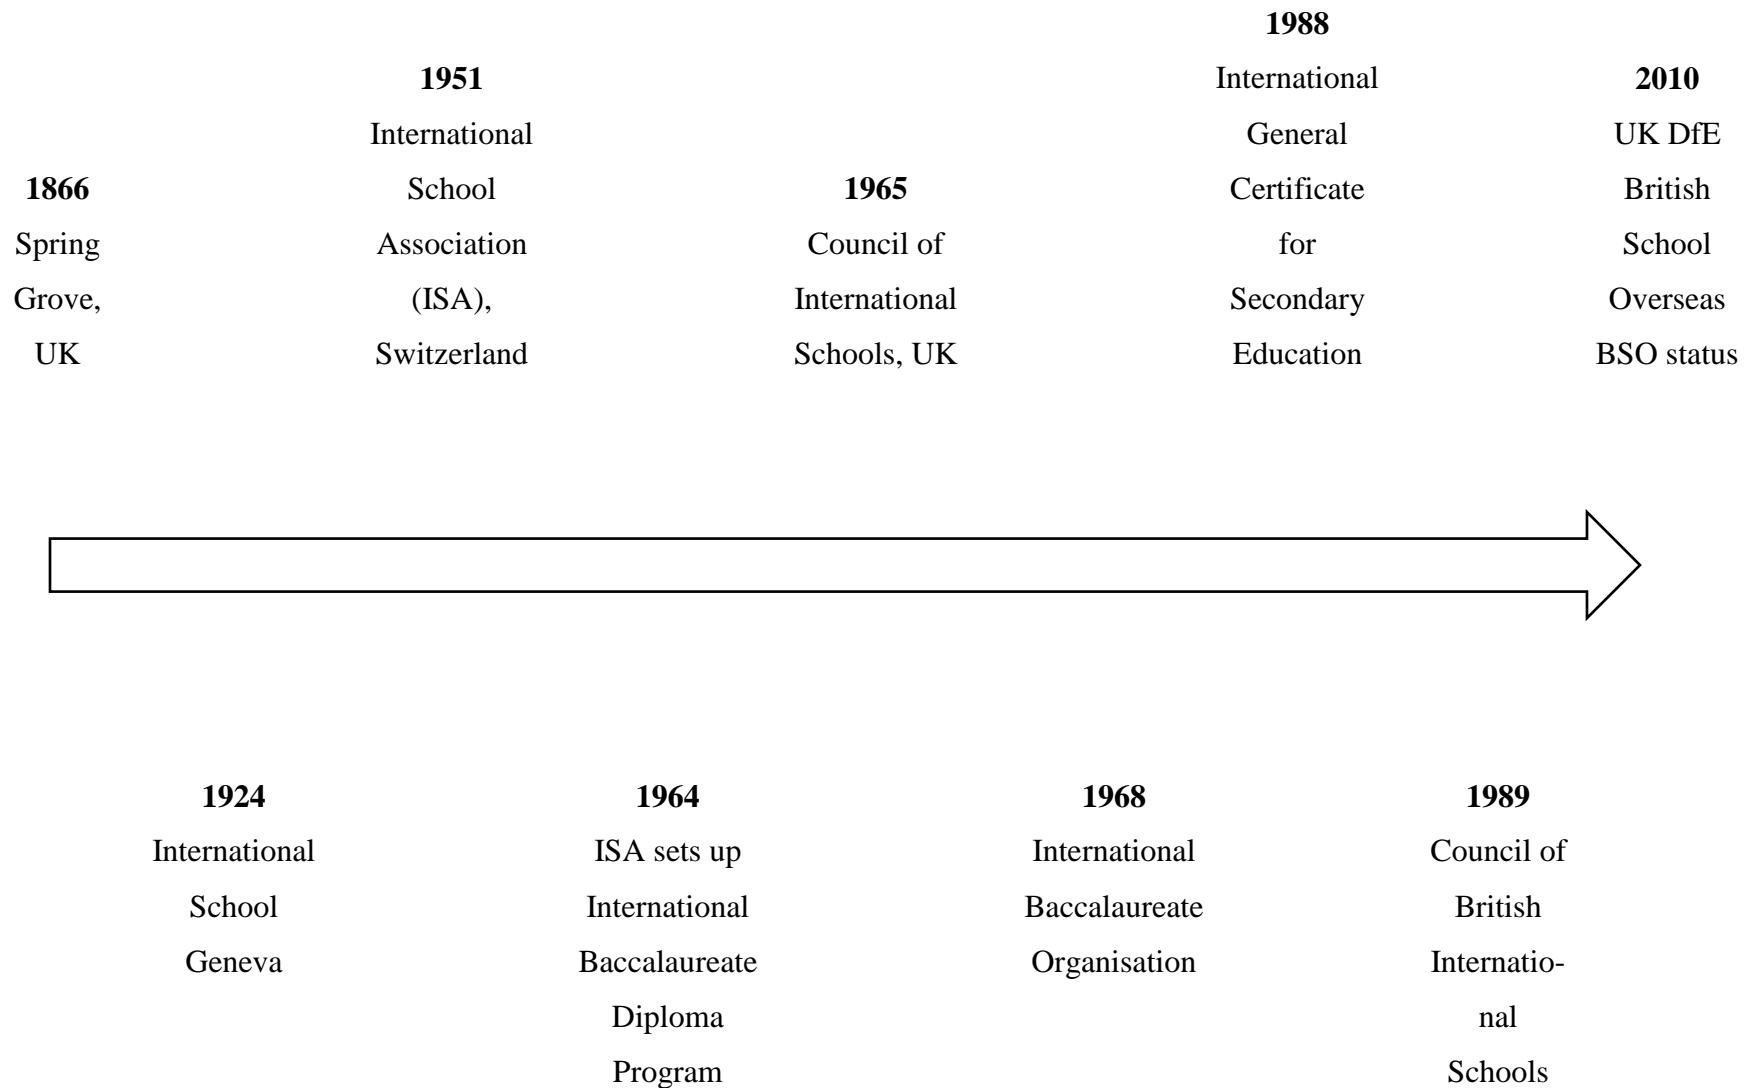 1866
Spring
Grove,
UK
1951
International
School
Association
(ISA),
Switzerland
1965
Council of
International
Schools, UK
1988
International
General
Certificate
for
Secondary
Education
2010
UK DfE
British
School
Overseas
BSO status
1924
International
School
Geneva
1964
ISA sets up
International
Baccalaureate
Diploma
Program
1968
International
Baccalaureate
Organisation
1989
Council of
British
Internatio-
nal
Schools